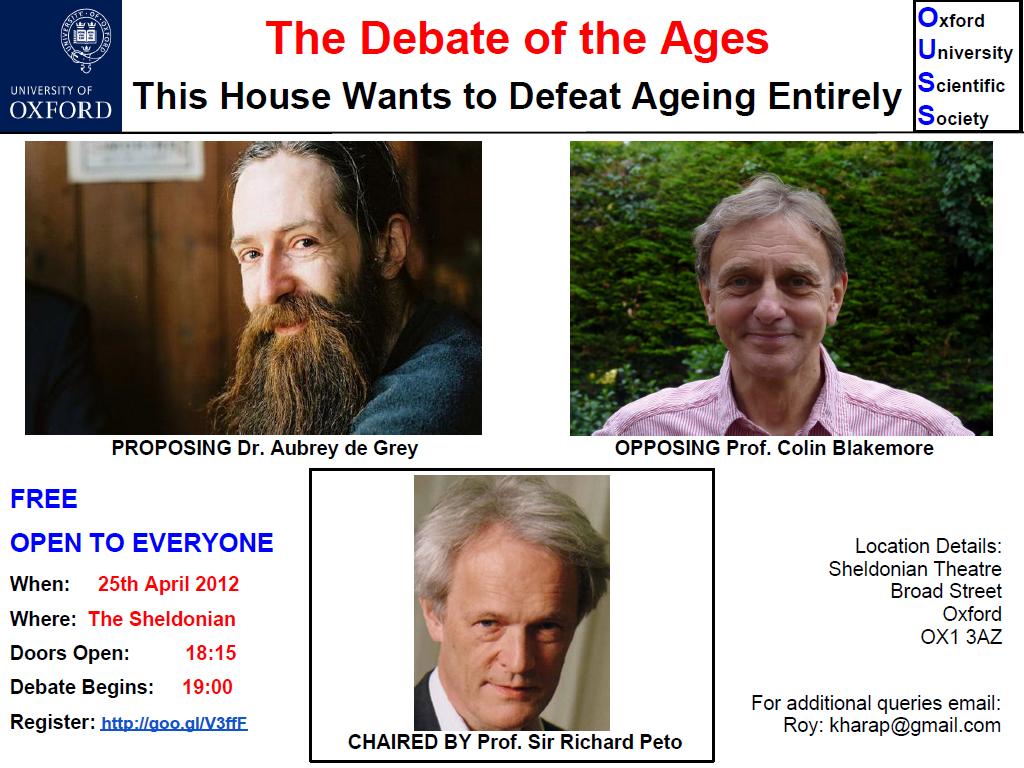 The Debate of the Ages
This House Wants to Defeat Ageing Entirely
UNIVERSITY OF
OXFORD
Oxford
University
Scientific
Society
PROPOSING Dr. Aubrey de Grey
OPPOSING Prof. Colin Blakemore
FREE
OPEN TO EVERYONE
When: 25th April 2012
Where: The Sheldonian
Doors Open: 18:15
Debate Begins: 19:00
Register: http://goo.gl/V3ffF
CHAIRED BY Prof. Sir Richard Peto
Location Details:
Sheldonian Theatre
Broad Street
Oxford
OX1 3AZ
For additional queries email:
Roy: kharap@gmail.com